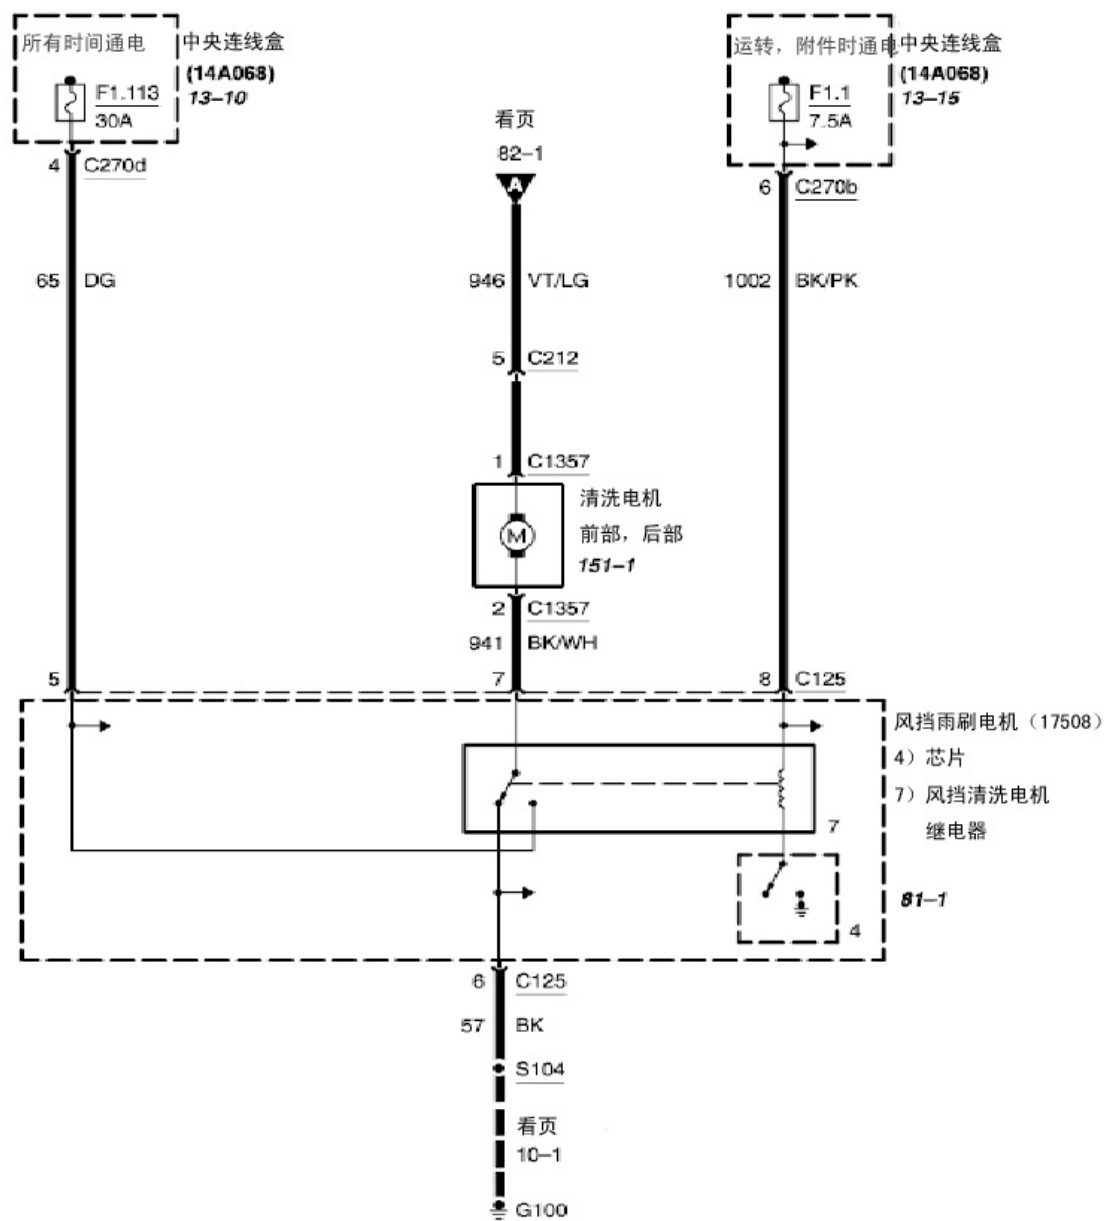 所有时间通电
中央连线盒
(14A068)
13–10
F1.113
30A
4 C270d
65 DG
看页
82–1
A
946 VT/LG
5 C212
1 C1357
清洗电机
前部，后部
151–1
M
2 C1357
941 BK/WH
运转，附件时通电
中央连线盒
(14A068)
13–15
F1.1
7.5A
6 C270b
1002 BK/PK
5
7
8 C125
风挡雨刷电机（17508）
4）芯片
7）风挡清洗电机
继电器
81–1
7
4
6 C125
57 BK
S104
看页
10–1
G100